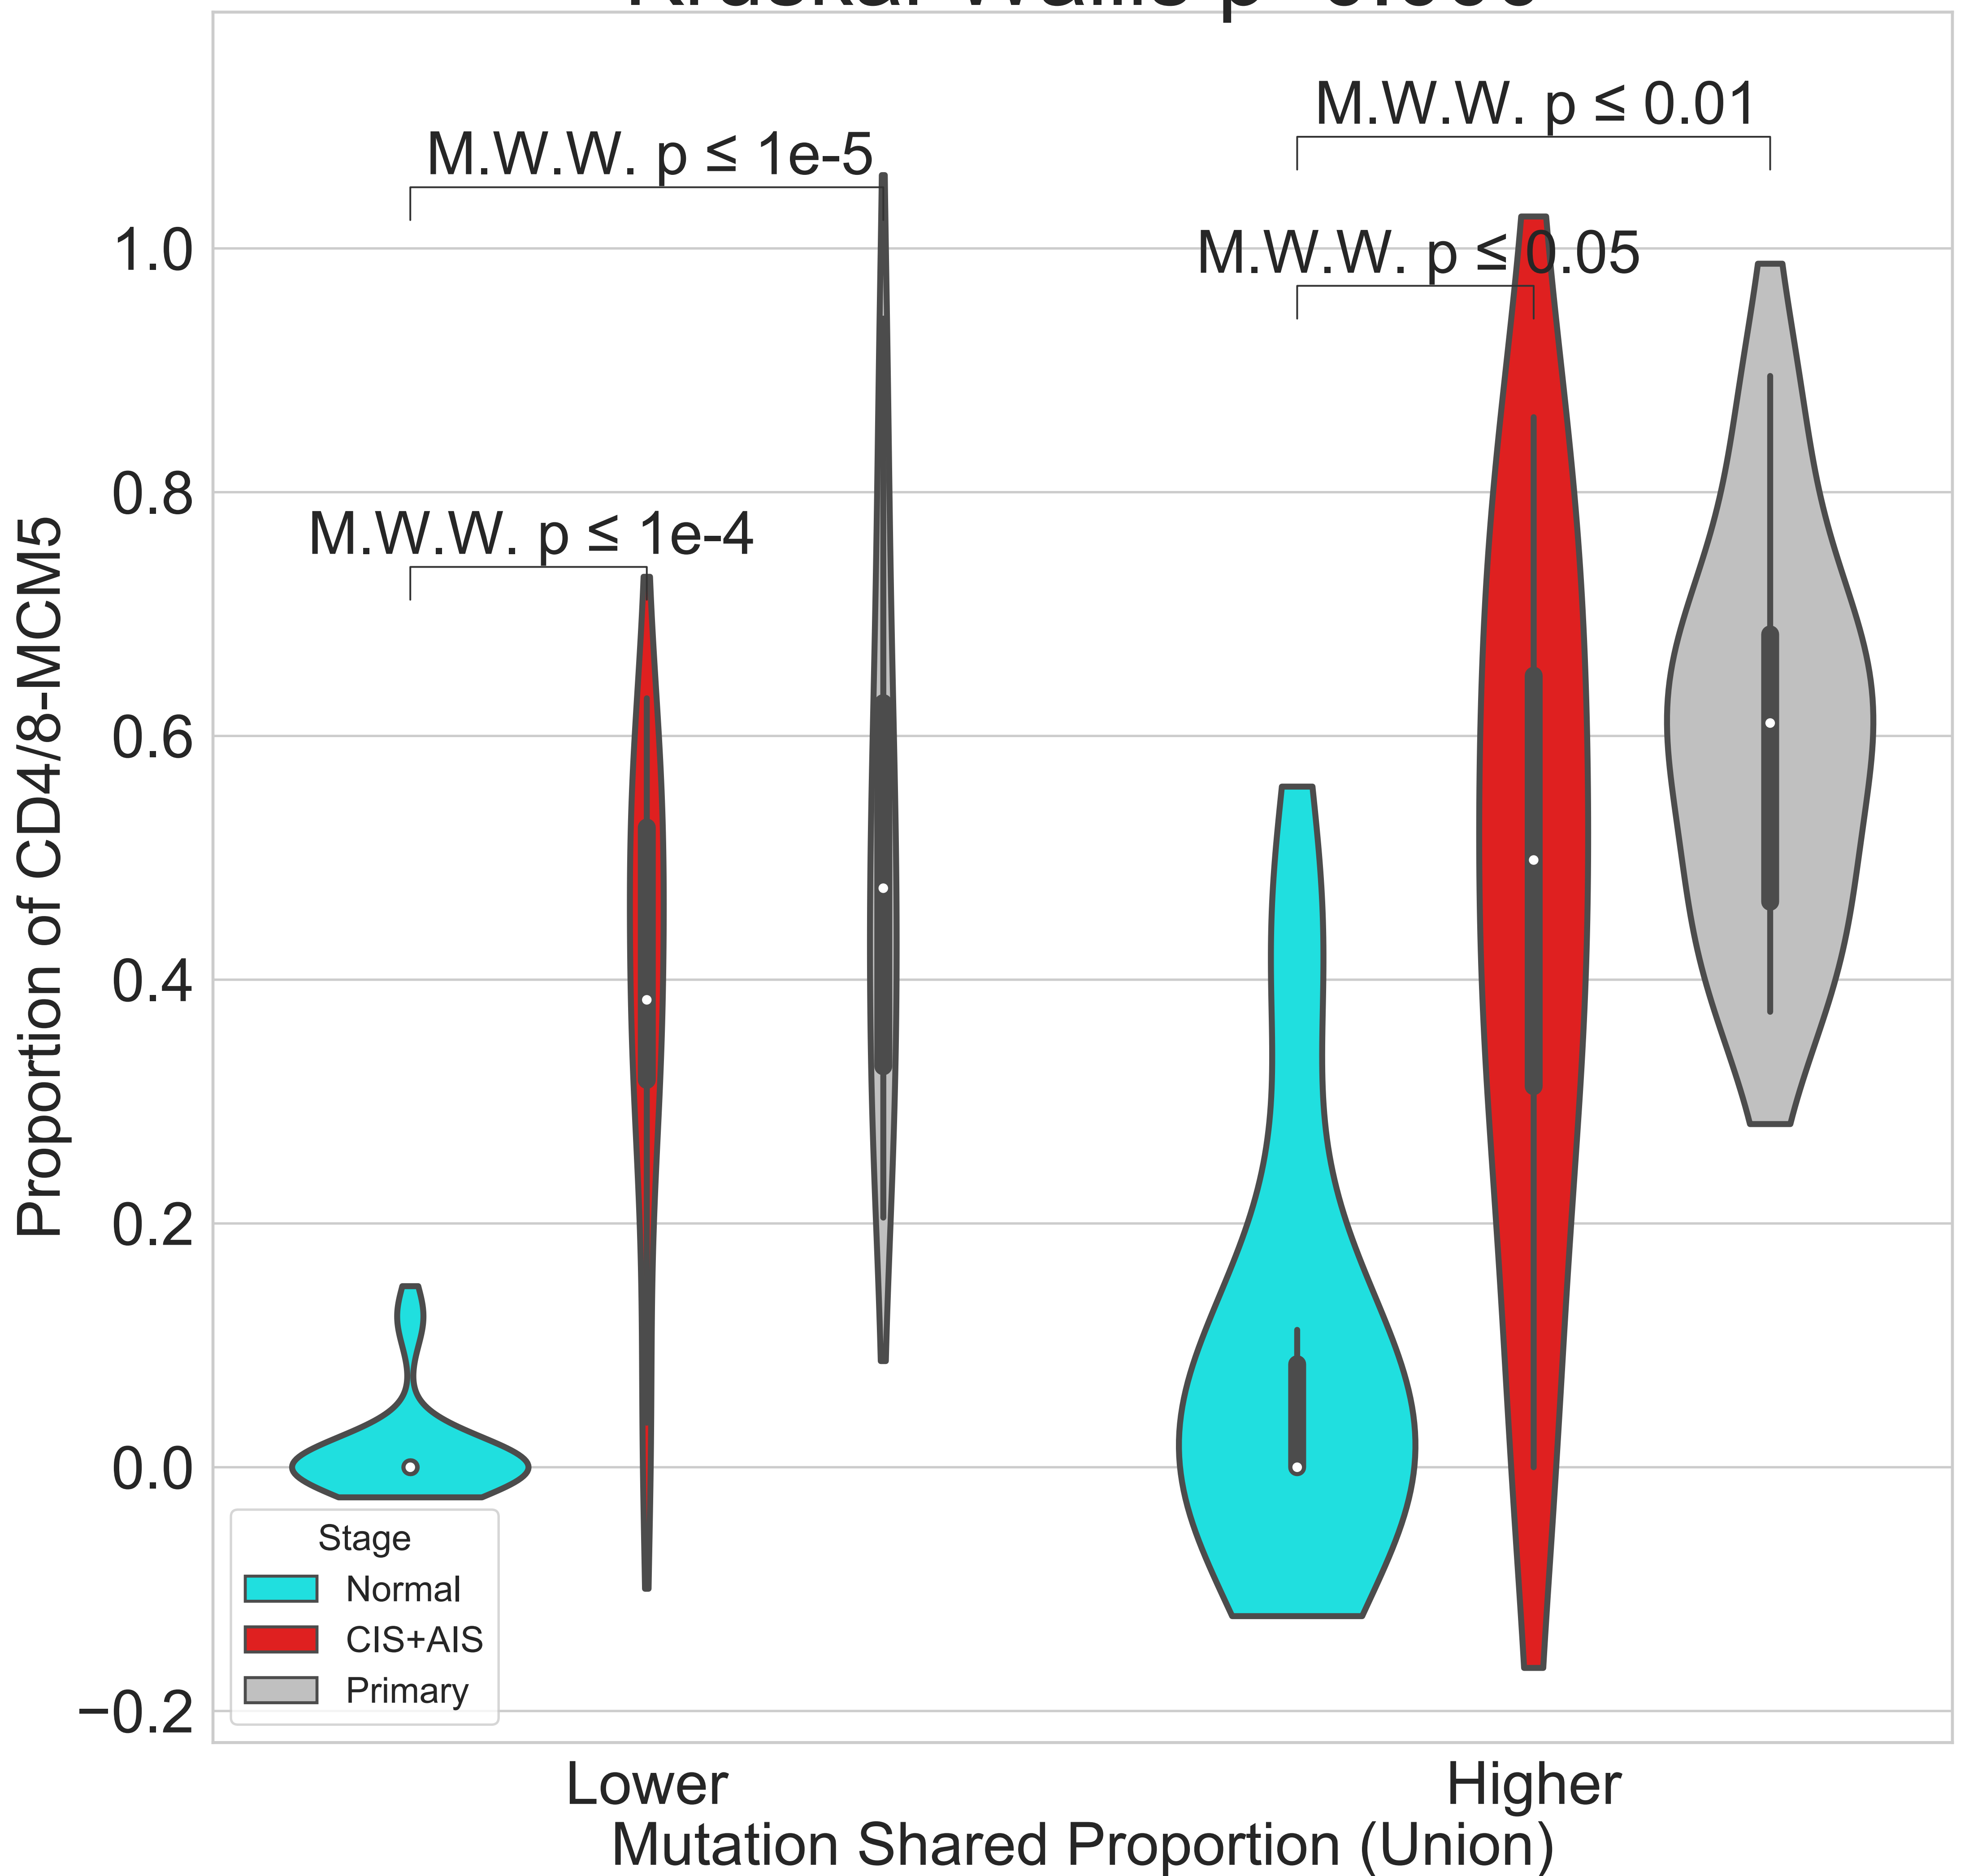 M.W.W. p ≤ 0.01
M.W.W. p ≤ 1e-5
M.W.W. p ≤ 0.05
M.W.W. p ≤ 1e-4
Proportion of CD4/8-MCM5
1.0
0.8
0.6
0.4
0.2
0.0
−0.2
Stage
Normal
CIS+AIS
Primary
Lower
Higher
Mutation Shared Proportion (Union)